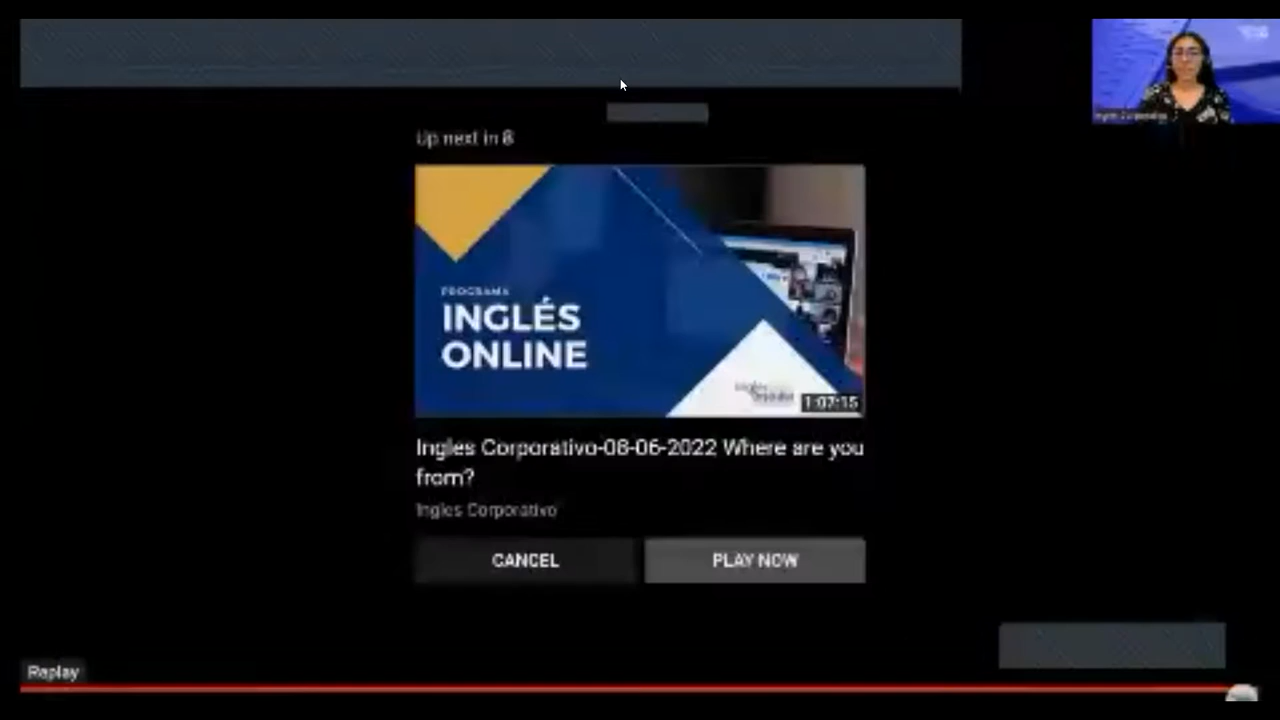 Up next in 8
PROGRAMA
INGLÉS
ONLINE
1:07:15
Ingles Corporativo-08-06-2022 Where are you
from?
Ingles Corporativo
CANCEL
PLAY NOW
Replay